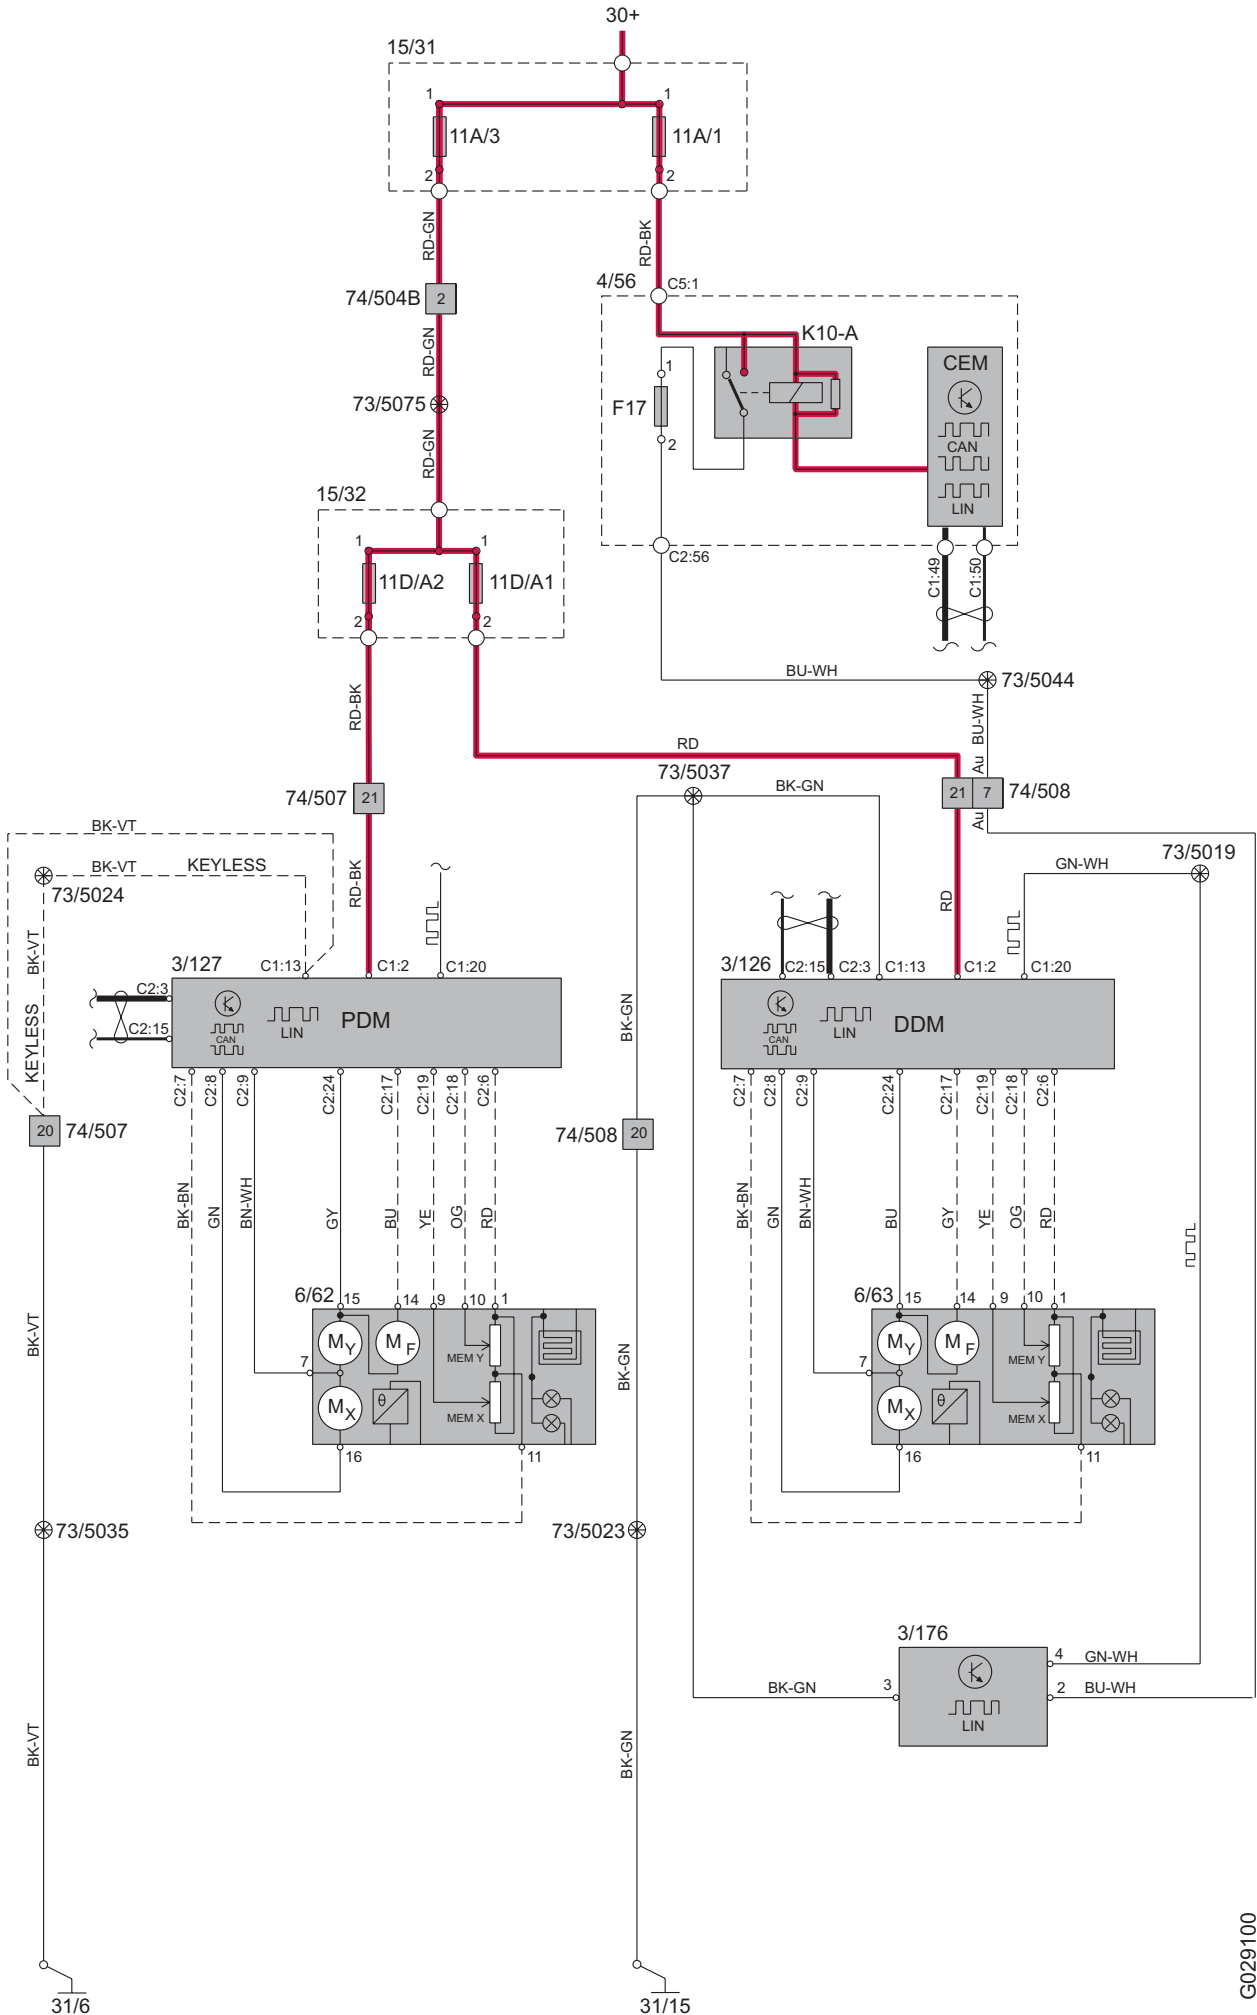 30+
15/31
1
1
11A/3
11A/1
2
2
RD-GN
RD-BK
4/56
C5:1
74/504B
2
RD-GN
K10-A
1
F17
2
CEM
CAN
LIN
73/5075
RD-GN
15/32
1
1
11D/A2
11D/A1
2
2
C2:56
C1:49
C1:50
BU-WH
73/5044
RD-BK
BU-WH
RD
Au
73/5037
74/507
21
BK-GN
21
7
74/508
Au
BK-VT
BK-VT
KEYLESS
73/5024
RD-BK
73/5019
GN-WH
RD
BK-VT
3/127
C1:13
C1:2
C1:20
3/126
C2:15
C2:3
C1:13
C1:2
C1:20
C2:3
C2:15
KEYLESS
CAN
LIN
PDM
BK-GN
CAN
LIN
DDM
C2:7
C2:8
C2:9
C2:24
C2:17
C2:19
C2:18
C2:6
C2:7
C2:8
C2:9
C2:24
C2:17
C2:19
C2:18
C2:6
20
74/507
74/508
20
BK-BN
GN
BN-WH
GY
BU
YE
OG
RD
BK-BN
GN
BN-WH
BU
GY
YE
OG
RD
6/62
15
14
9
10
1
6/63
15
14
9
10
1
BK-VT
MY
MF
MEM Y
7
MX
θ
MEM X
16
11
BK-GN
MY
MF
MEM Y
7
MX
θ
MEM X
16
11
73/5035
73/5023
3/176
4
GN-WH
BK-GN
3
2
BU-WH
LIN
BK-VT
BK-GN
31/6
31/15
G029100